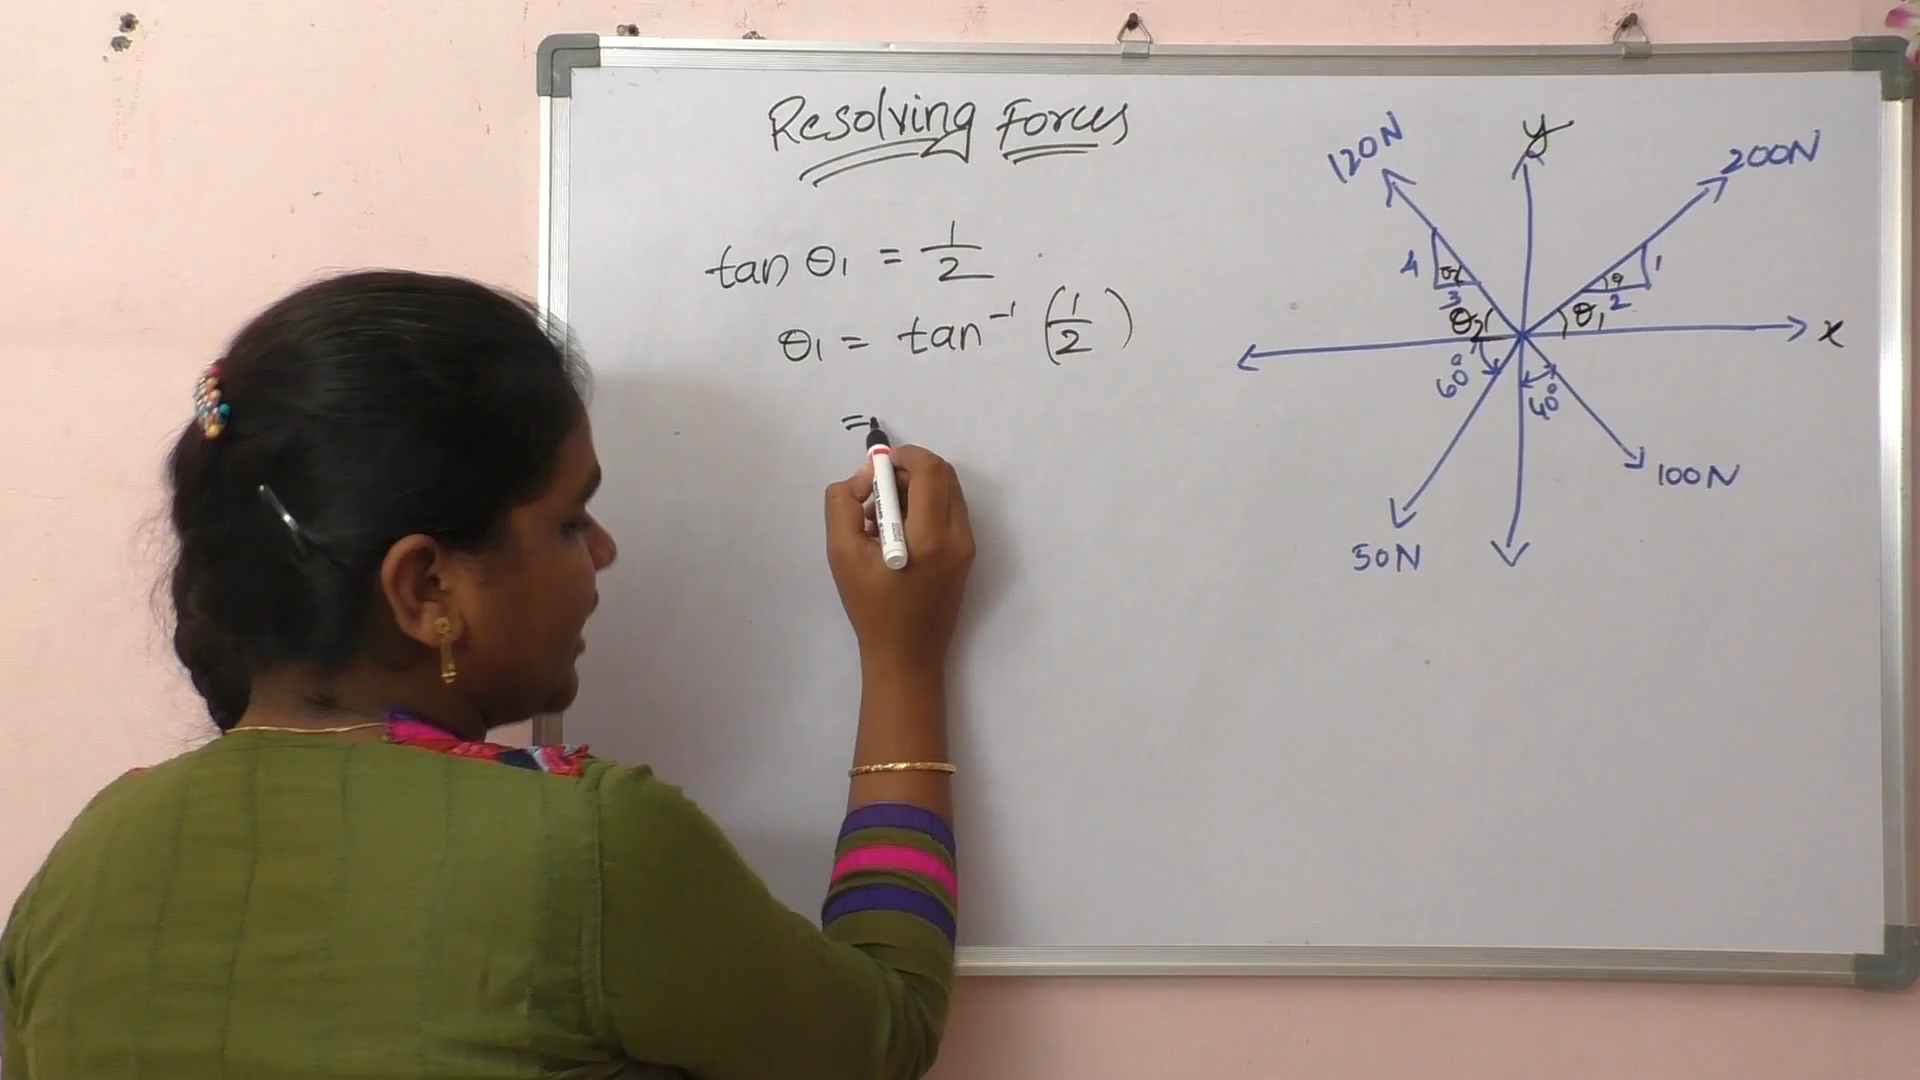 Resolving Forces
tan θ1 = 1/2
θ1 = tan⁻¹ (1/2)
=
120N
y
200N
4
3
θ2
1
2
θ1
x
60°
40°
100N
50N